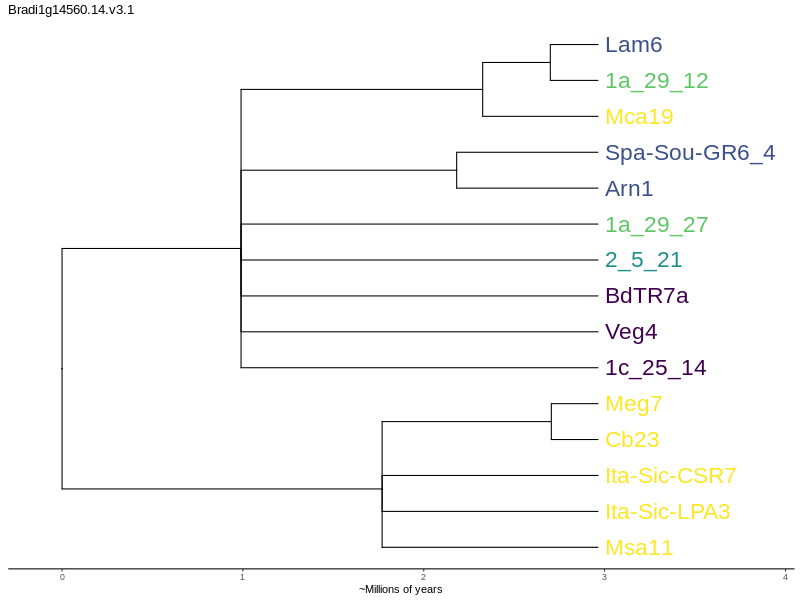 Bradi1g14560.14.v3.1
Lam6
1a_29_12
Mca19
Spa-Sou-GR6_4
Arn1
1a_29_27
2_5_21
BdTR7a
Veg4
1c_25_14
Meg7
Cb23
Ita-Sic-CSR7
Ita-Sic-LPA3
Msa11
0 1 2 3 4
~Millions of years